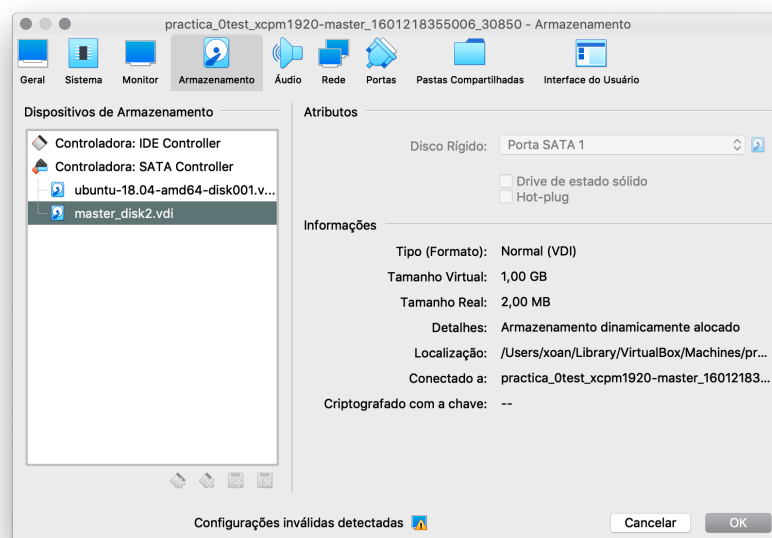 practica_0test_xcpm1920-master_1601218355006_30850 - Armazenamento
Geral Sistema Monitor Armazenamento Áudio Rede Portas Pastas Compartilhadas Interface do Usuário
Dispositivos de Armazenamento
Controladora: IDE Controller
Controladora: SATA Controller
ubuntu-18.04-amd64-disk001.v...
master_disk2.vdi
Atributos
Disco Rígido: Porta SATA 1
Drive de estado sólido
Hot-plug
Informações
Tipo (Formato): Normal (VDI)
Tamanho Virtual: 1,00 GB
Tamanho Real: 2,00 MB
Detalhes: Armazenamento dinamicamente alocado
Localização: /Users/xoan/Library/VirtualBox/Machines/pr...
Conectado a: practica_0test_xcpm1920-master_16012183...
Criptografado com a chave: --
Configurações inválidas detectadas
Cancelar OK